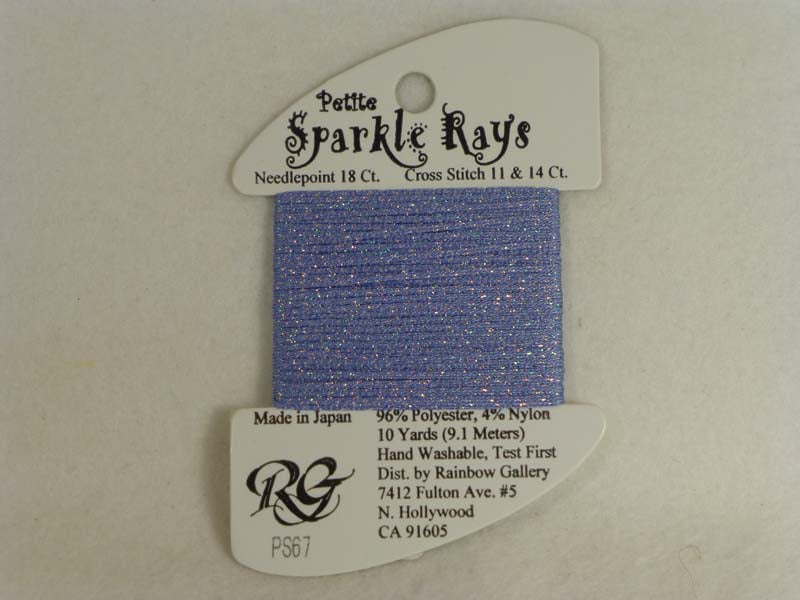 Petite
Sparkle Rays
Needlepoint 18 Ct. Cross Stitch 11 & 14 Ct.
Made in Japan
RG
PS67
96% Polyester, 4% Nylon
10 Yards (9.1 Meters)
Hand Washable, Test First
Dist. by Rainbow Gallery
7412 Fulton Ave. #5
N. Hollywood
CA 91605